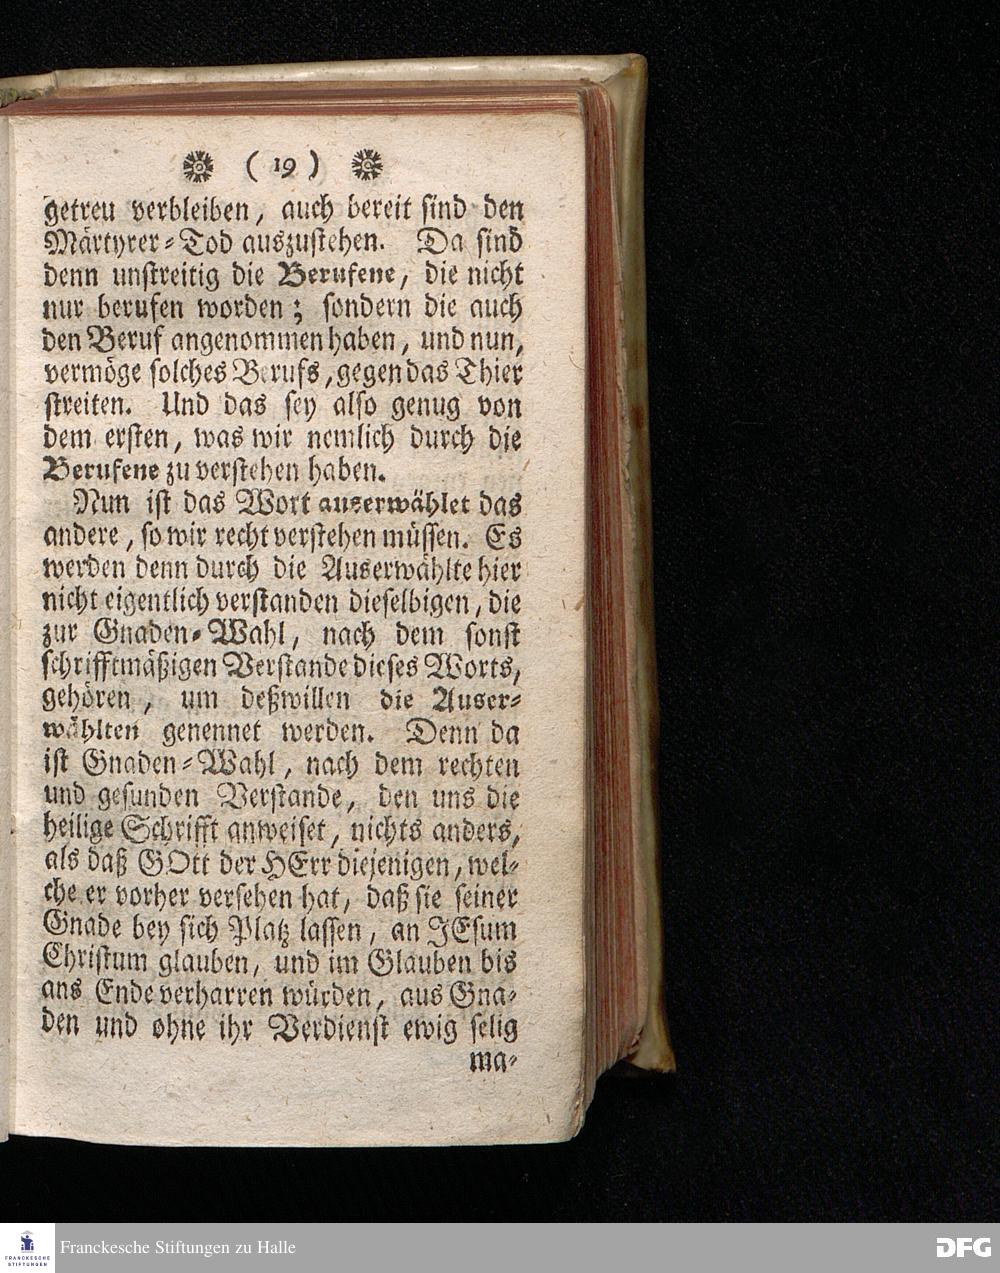 ( 19 )
getreu verbleiben, auch bereit sind den
Märtyrer-Tod auszustehen. Da sind
denn unstreitig die Berufene, die nicht
nur berufen worden; sondern die auch
den Beruf angenommen haben, und nun,
vermöge solches Berufs, gegen das Thier
streiten. Und das sey also genug von
dem ersten, was wir nemlich durch die
Berufene zu verstehen haben.
Nun ist das Wort auserwählet das
andere, so wir recht verstehen müssen. Es
werden denn durch die Auserwählte hier
nicht eigentlich verstanden dieselbigen, die
zur Gnaden-Wahl, nach dem sonst
schrifftmäßigen Verstande dieses Worts,
gehören, um deßwillen die Auser-
wählten genennet werden. Denn da
ist Gnaden-Wahl, nach dem rechten
und gesunden Verstande, den uns die
heilige Schrifft anweiset, nichts anders,
als daß GOtt der HErr diejenigen, wel-
che er vorher versehen hat, daß sie seiner
Gnade bey sich Platz lassen, an JEsum
Christum glauben, und im Glauben bis
ans Ende verharren würden, aus Gna-
den und ohne ihr Verdienst ewig selig
ma-
FRANCKESCHE
STIFTUNGEN
Franckesche Stiftungen zu Halle
DFG